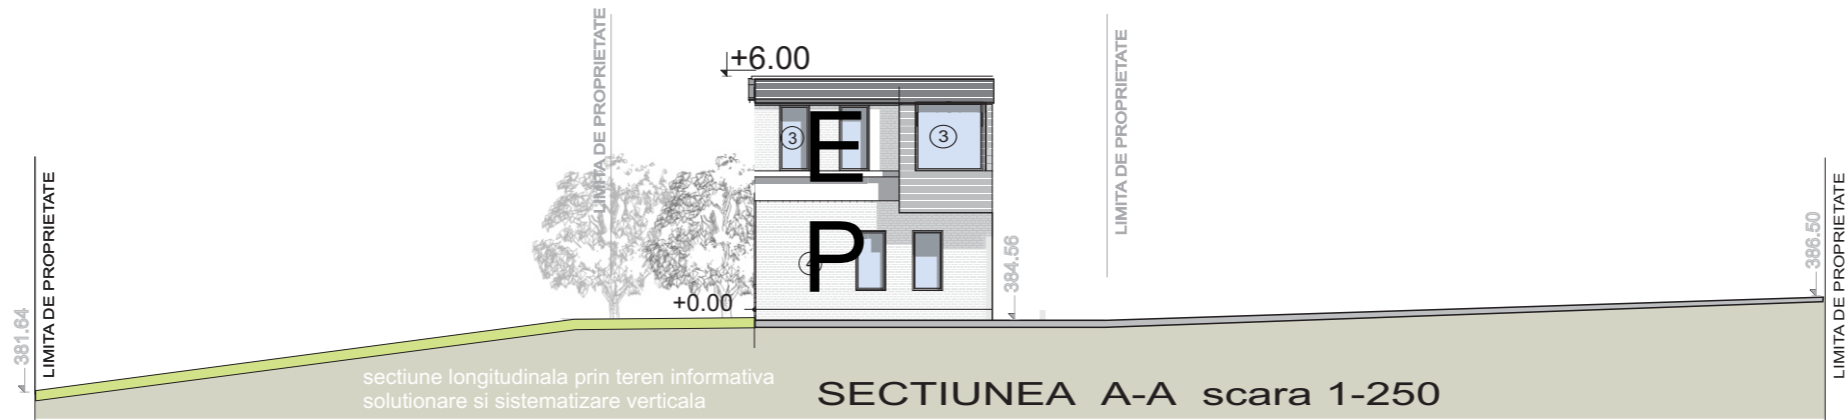 LIMITA DE PROPRIETATE
LIMITA DE PROPRIETATE
+6.00
3
E
3
LIMITA DE PROPRIETATE
LIMITA DE PROPRIETATE
4
P
+0.00
384.56
386.50
381.64
sectiune longitudinala prin teren informativa
solutionare si sistematizare verticala
SECTIUNEA A-A scara 1-250